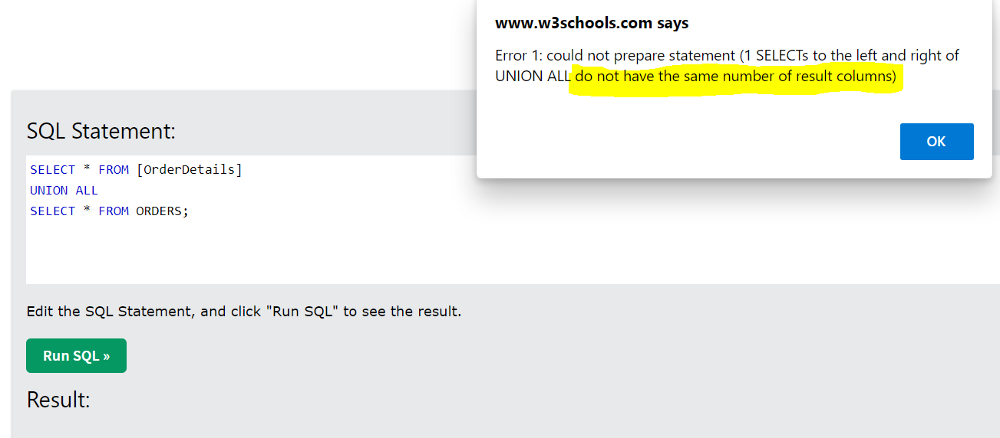 www.w3schools.com says
Error 1: could not prepare statement (1 SELECTs to the left and right of
UNION ALL do not have the same number of result columns)
OK
SQL Statement:
SELECT * FROM [OrderDetails]
UNION ALL
SELECT * FROM ORDERS;
Edit the SQL Statement, and click "Run SQL" to see the result.
Run SQL »
Result: